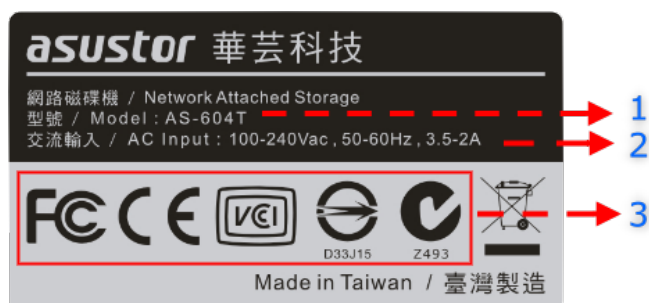 asustor 華芸科技
網路磁碟機 / Network Attached Storage
型號 / Model : AS-604T
1
交流輸入 / AC Input : 100-240Vac , 50-60Hz , 3.5-2A
2
FC CE VCI
3
D33J15 Z493
Made in Taiwan / 臺灣製造